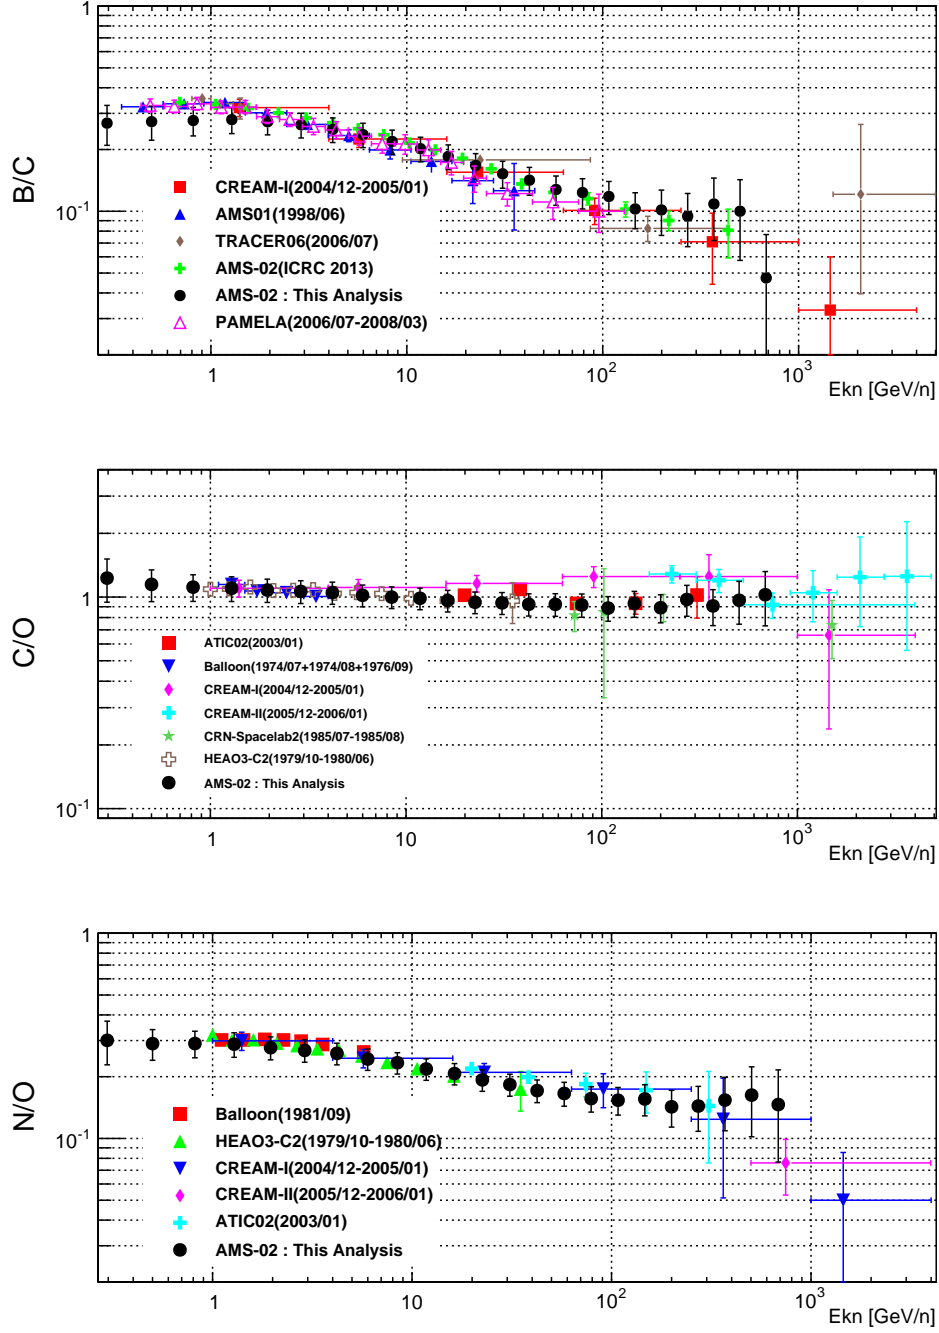 1
B/C
CREAM-I(2004/12-2005/01)
AMS01(1998/06)
TRACER06(2006/07)
AMS-02(ICRC 2013)
AMS-02 : This Analysis
PAMELA(2006/07-2008/03)
10⁻¹
1 10 10² 10³
Ekn [GeV/n]
C/O
1
ATIC02(2003/01)
Balloon(1974/07+1974/08+1976/09)
CREAM-I(2004/12-2005/01)
CREAM-II(2005/12-2006/01)
CRN-Spacelab2(1985/07-1985/08)
HEAO3-C2(1979/10-1980/06)
AMS-02 : This Analysis
10⁻¹
1 10 10² 10³
Ekn [GeV/n]
1
N/O
10⁻¹
Balloon(1981/09)
HEAO3-C2(1979/10-1980/06)
CREAM-I(2004/12-2005/01)
CREAM-II(2005/12-2006/01)
ATIC02(2003/01)
AMS-02 : This Analysis
1 10 10² 10³
Ekn [GeV/n]